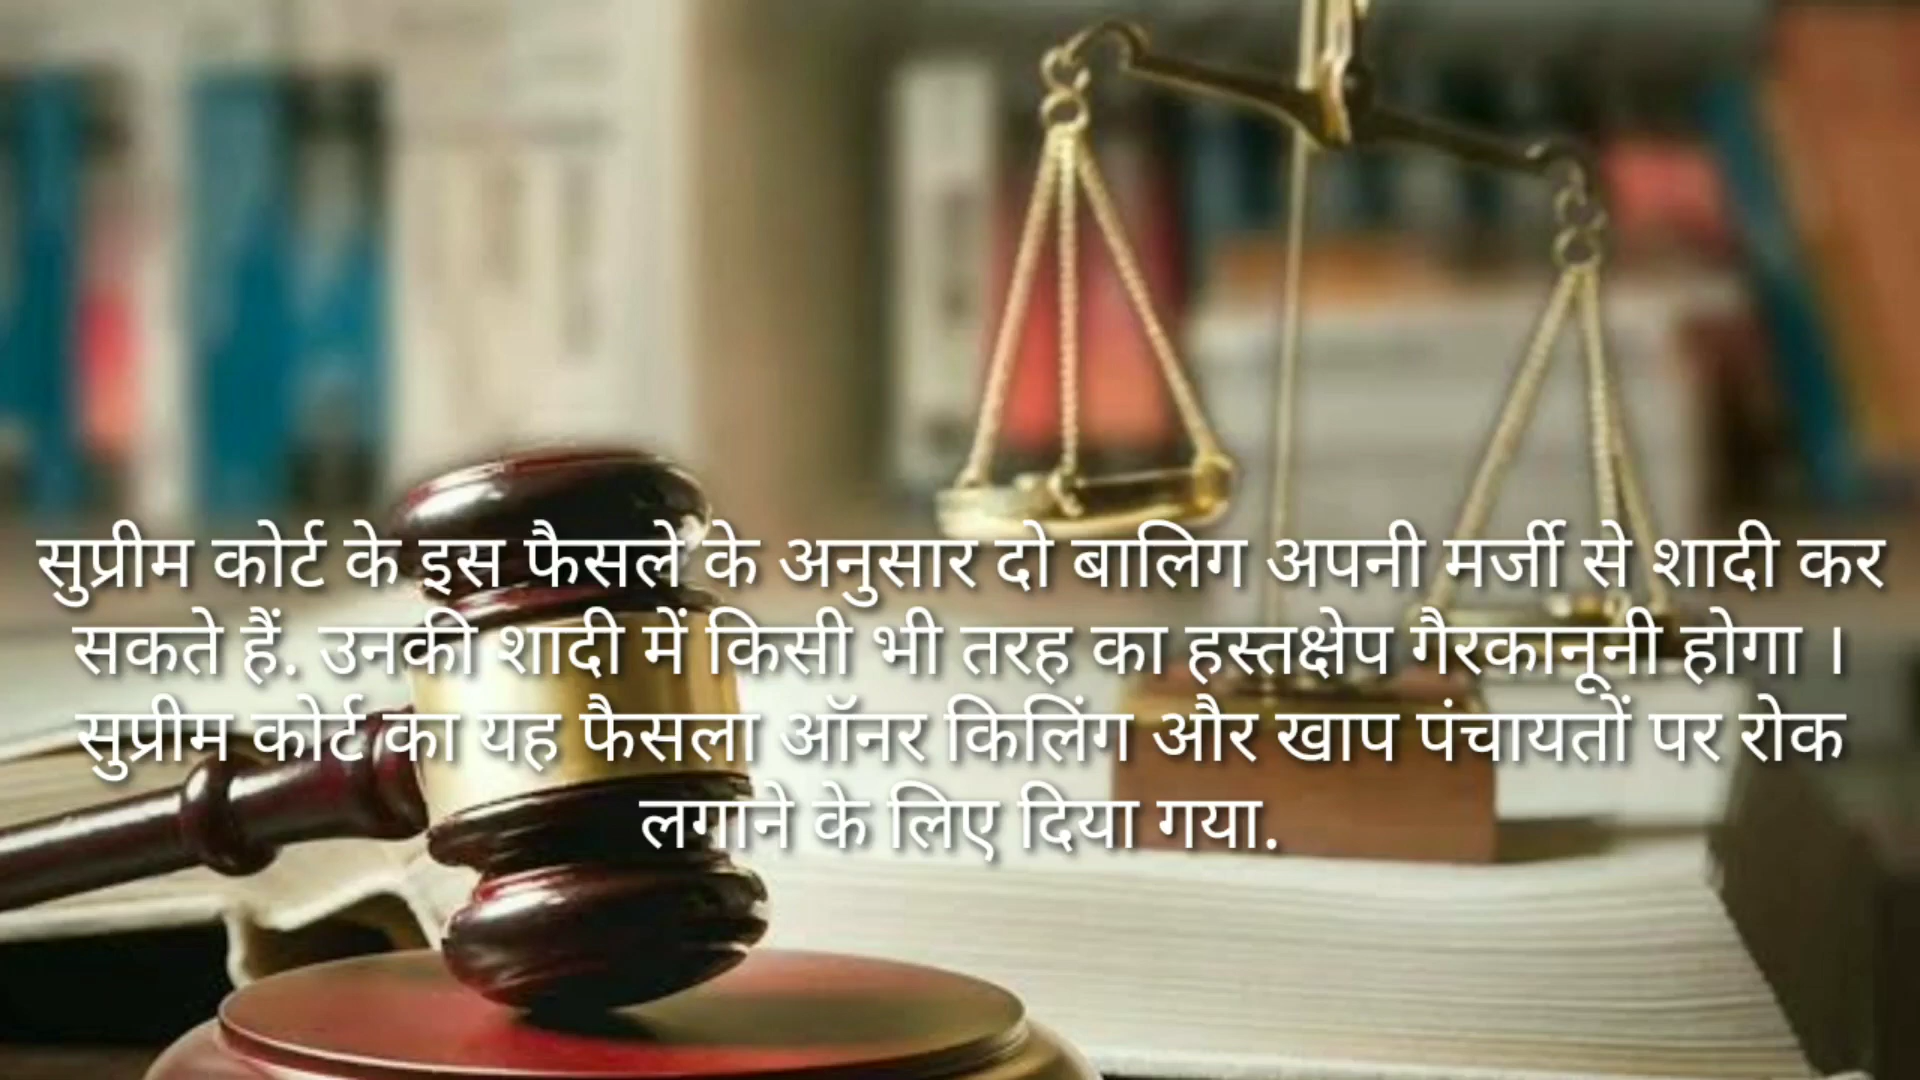 सुप्रीम कोर्ट के इस फैसले के अनुसार दो बालिग अपनी मर्जी से शादी कर
सकते हैं. उनकी शादी में किसी भी तरह का हस्तक्षेप गैरकानूनी होगा ।
सुप्रीम कोर्ट का यह फैसला ऑनर किलिंग और खाप पंचायतों पर रोक
लगाने के लिए दिया गया.